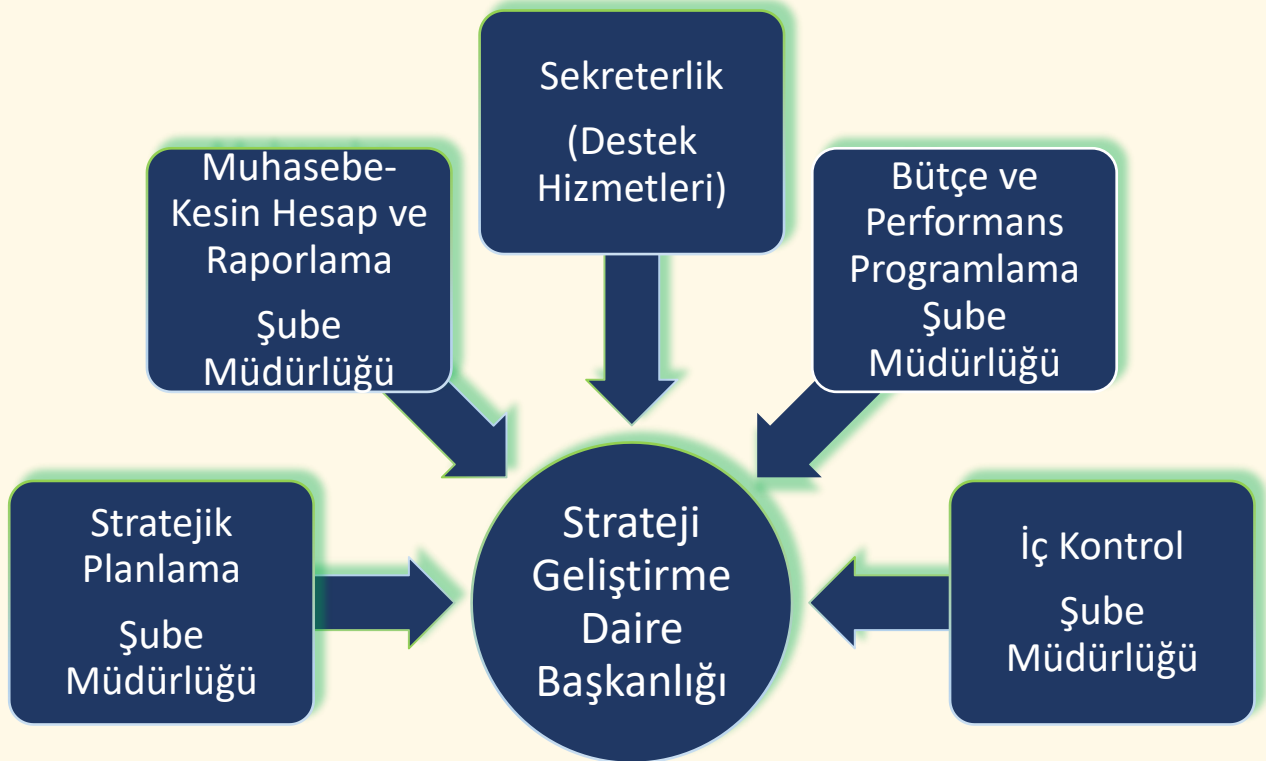 Sekreterlik
(Destek
Hizmetleri)
Muhasebe-
Kesin Hesap ve
Raporlama
Şube
Müdürlüğü
Bütçe ve
Performans
Programlama
Şube
Müdürlüğü
Stratejik
Planlama
Şube
Müdürlüğü
Strateji
Geliştirme
Daire
Başkanlığı
İç Kontrol
Şube
Müdürlüğü